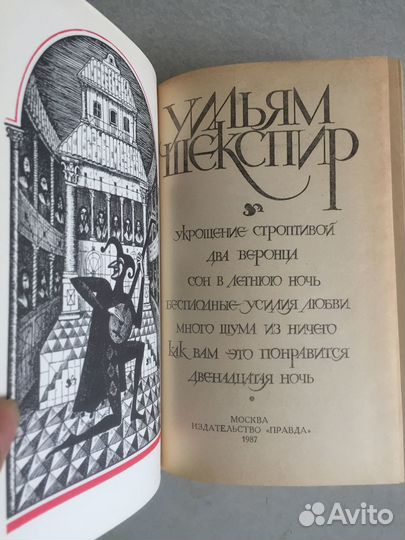 УИЛЬЯМ
ШЕКСПИР
УКРОЩЕНИЕ СТРОПТИВОЙ
ДВА ВЕРОНЦА
СОН В ЛЕТНЮЮ НОЧЬ
БЕСПЛОДНЫЕ УСИЛИЯ ЛЮБВИ
МНОГО ШУМА ИЗ НИЧЕГО
КАК ВАМ ЭТО ПОНРАВИТСЯ
ДВЕНАДЦАТАЯ НОЧЬ
МОСКВА
ИЗДАТЕЛЬСТВО «ПРАВДА»
1987
Avito